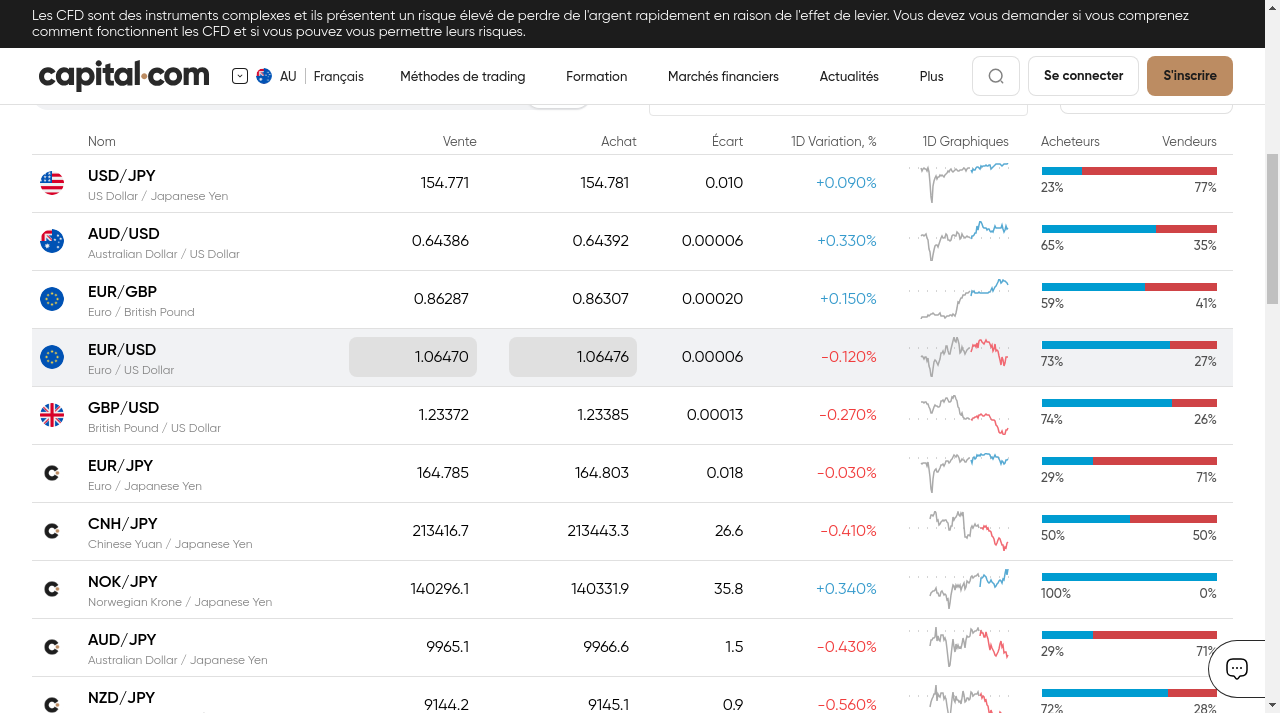 Les CFD sont des instruments complexes et ils présentent un risque élevé de perdre de l'argent rapidement en raison de l'effet de levier. Vous devez vous demander si vous comprenez
comment fonctionnent les CFD et si vous pouvez vous permettre leurs risques.
capital.com AU Français Méthodes de trading Formation Marchés financiers Actualités Plus Se connecter S'inscrire
Nom Vente Achat Écart 1D Variation, % 1D Graphiques Acheteurs Vendeurs
USD/JPY 154.771 154.781 0.010 +0.090%
US Dollar / Japanese Yen 23% 77%
AUD/USD 0.64386 0.64392 0.00006 +0.330%
Australian Dollar / US Dollar 65% 35%
EUR/GBP 0.86287 0.86307 0.00020 +0.150%
Euro / British Pound 59% 41%
EUR/USD 1.06470 1.06476 0.00006 -0.120%
Euro / US Dollar 73% 27%
GBP/USD 1.23372 1.23385 0.00013 -0.270%
British Pound / US Dollar 74% 26%
EUR/JPY 164.785 164.803 0.018 -0.030%
Euro / Japanese Yen 29% 71%
CNH/JPY 213416.7 213443.3 26.6 -0.410%
Chinese Yuan / Japanese Yen 50% 50%
NOK/JPY 140296.1 140331.9 35.8 +0.340%
Norwegian Krone / Japanese Yen 100% 0%
AUD/JPY 9965.1 9966.6 1.5 -0.430%
Australian Dollar / Japanese Yen 29% 71%
NZD/JPY 9144.2 9145.1 0.9 -0.560%
72% 28%